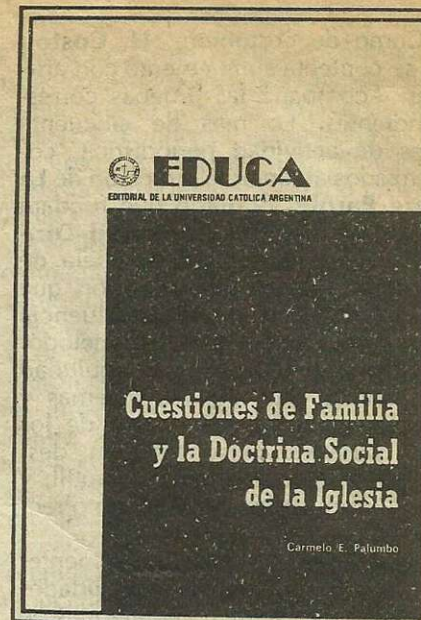 EDUCA
EDITORIAL DE LA UNIVERSIDAD CATOLICA ARGENTINA
Cuestiones de Familia
y la Doctrina Social
de la Iglesia
Carmelo E. Palumbo